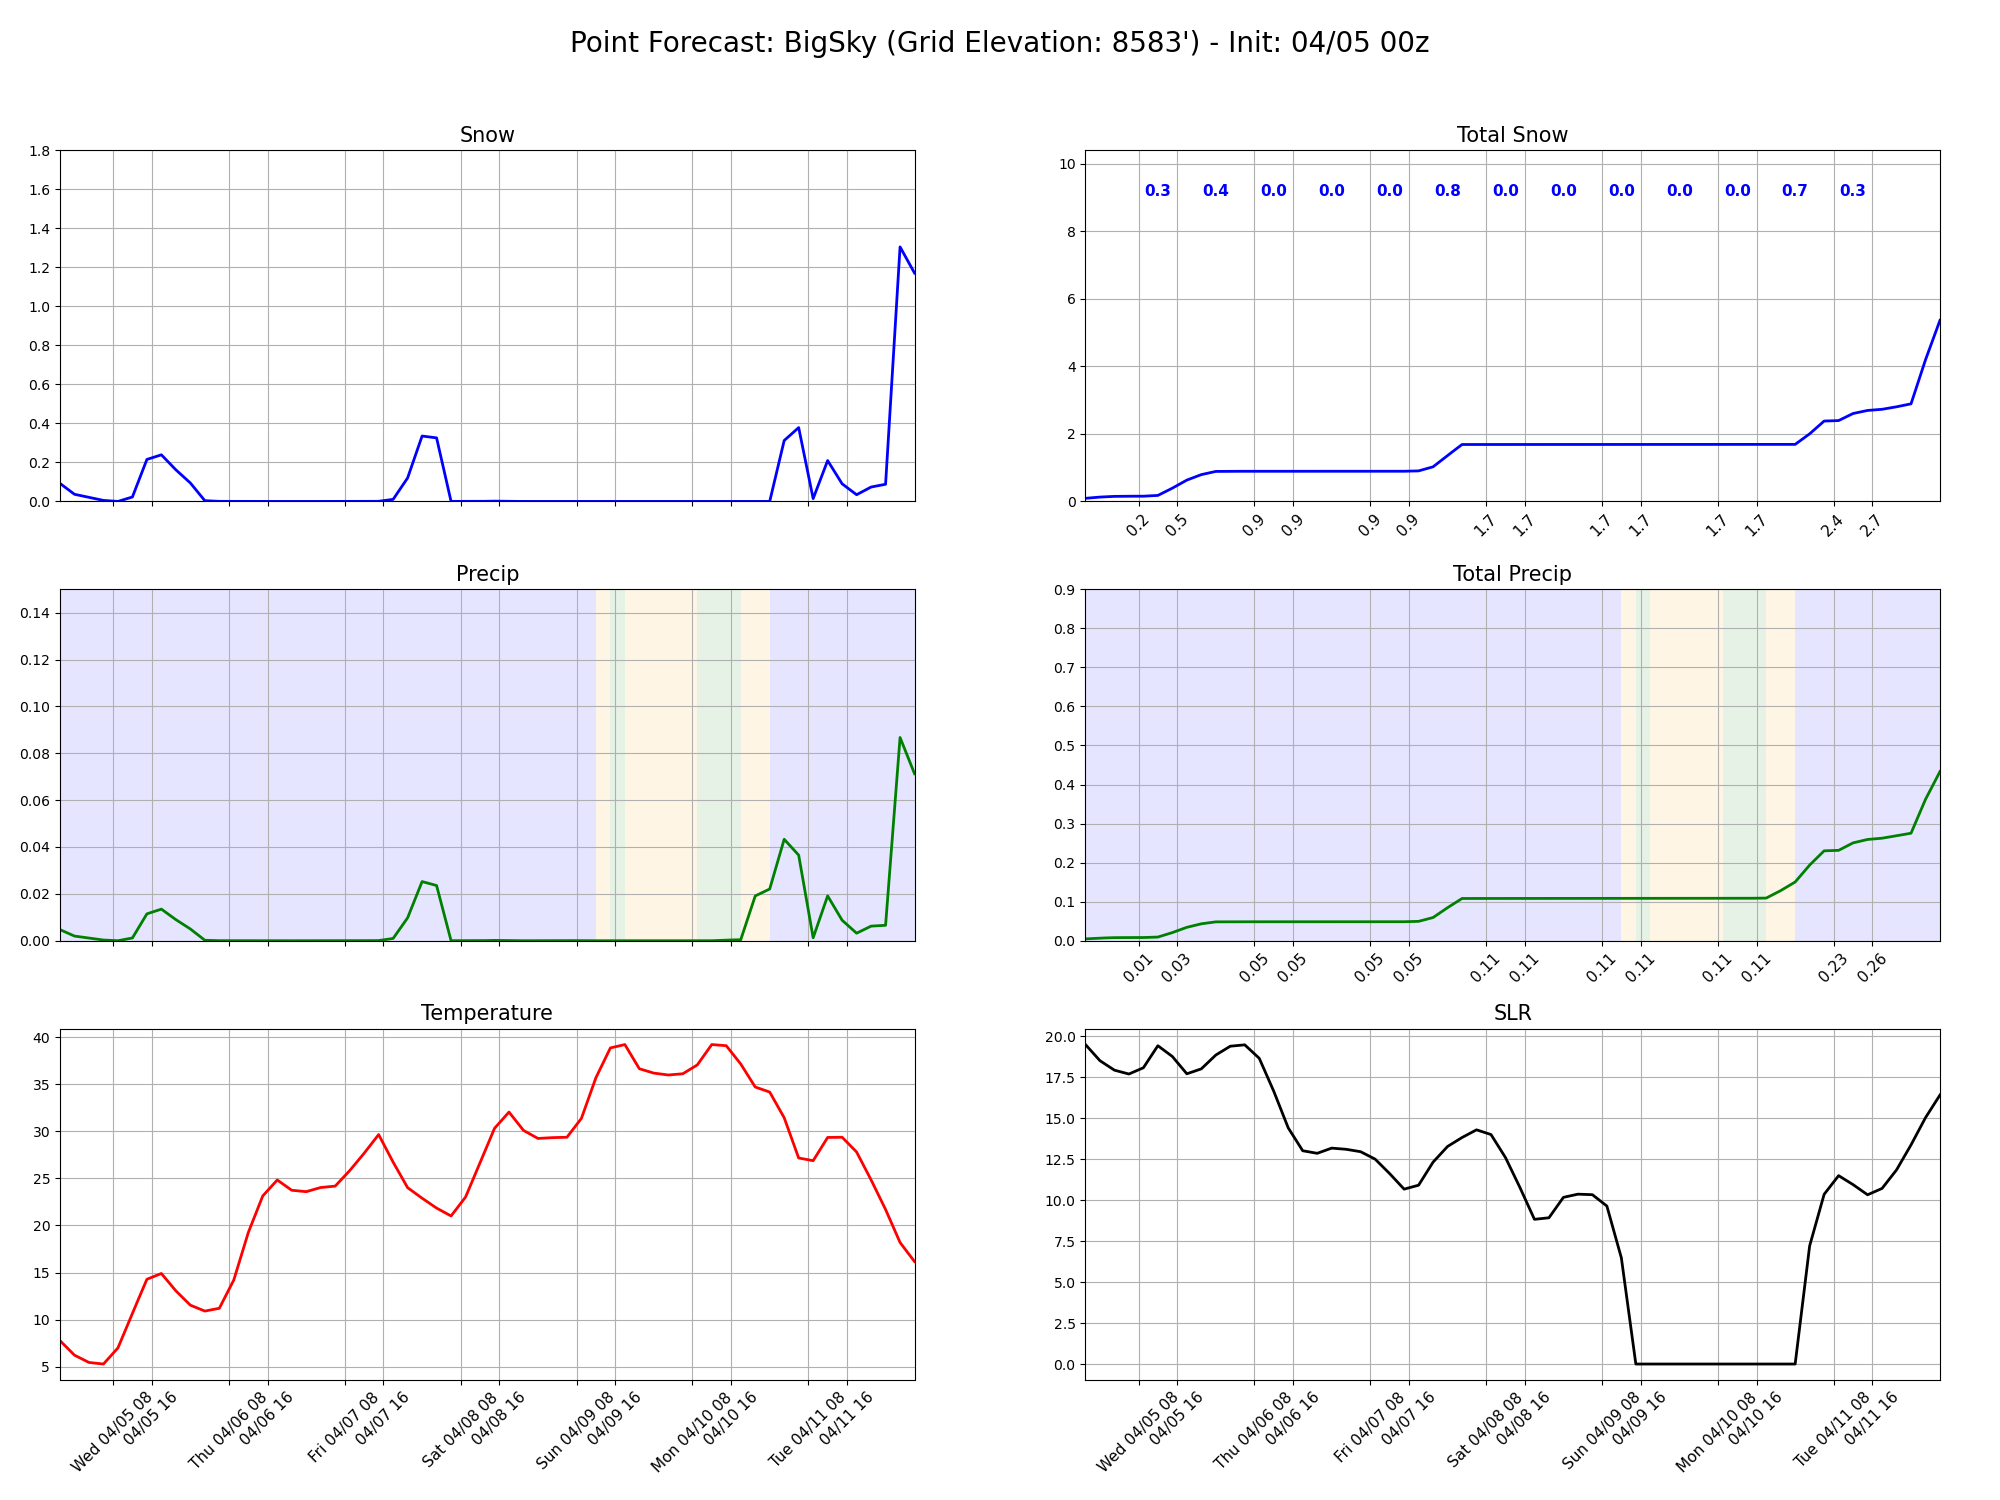 Point Forecast: BigSky (Grid Elevation: 8583') - Init: 04/05 00z
Snow
1.8
1.6
1.4
1.2
1.0
0.8
0.6
0.4
0.2
0.0
Total Snow
10
8
6
4
2
0
0.3 0.4 0.0 0.0 0.0 0.8 0.0 0.0 0.0 0.0 0.0 0.7 0.3
0.2 0.5 0.9 0.9 0.9 0.9 1.7 1.7 1.7 1.7 1.7 1.7 2.4 2.7
Precip
0.14
0.12
0.10
0.08
0.06
0.04
0.02
0.00
Total Precip
0.9
0.8
0.7
0.6
0.5
0.4
0.3
0.2
0.1
0.0
0.01 0.03 0.05 0.05 0.05 0.05 0.11 0.11 0.11 0.11 0.11 0.11 0.23 0.26
Temperature
40
35
30
25
20
15
10
5
Wed 04/05 08
04/05 16
Thu 04/06 08
04/06 16
Fri 04/07 08
04/07 16
Sat 04/08 08
04/08 16
Sun 04/09 08
04/09 16
Mon 04/10 08
04/10 16
Tue 04/11 08
04/11 16
SLR
20.0
17.5
15.0
12.5
10.0
7.5
5.0
2.5
0.0
Wed 04/05 08
04/05 16
Thu 04/06 08
04/06 16
Fri 04/07 08
04/07 16
Sat 04/08 08
04/08 16
Sun 04/09 08
04/09 16
Mon 04/10 08
04/10 16
Tue 04/11 08
04/11 16